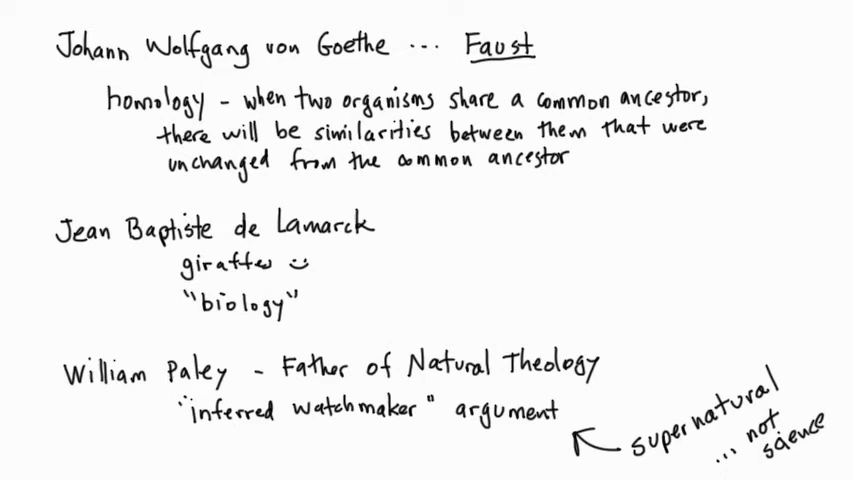 Johann Wolfgang von Goethe ... Faust
homology - when two organisms share a common ancestor,
there will be similarities between them that were
unchanged from the common ancestor
Jean Baptiste de Lamarck
giraffes :)
"biology"
William Paley - Father of Natural Theology
"inferred watchmaker" argument
supernatural
... not
science